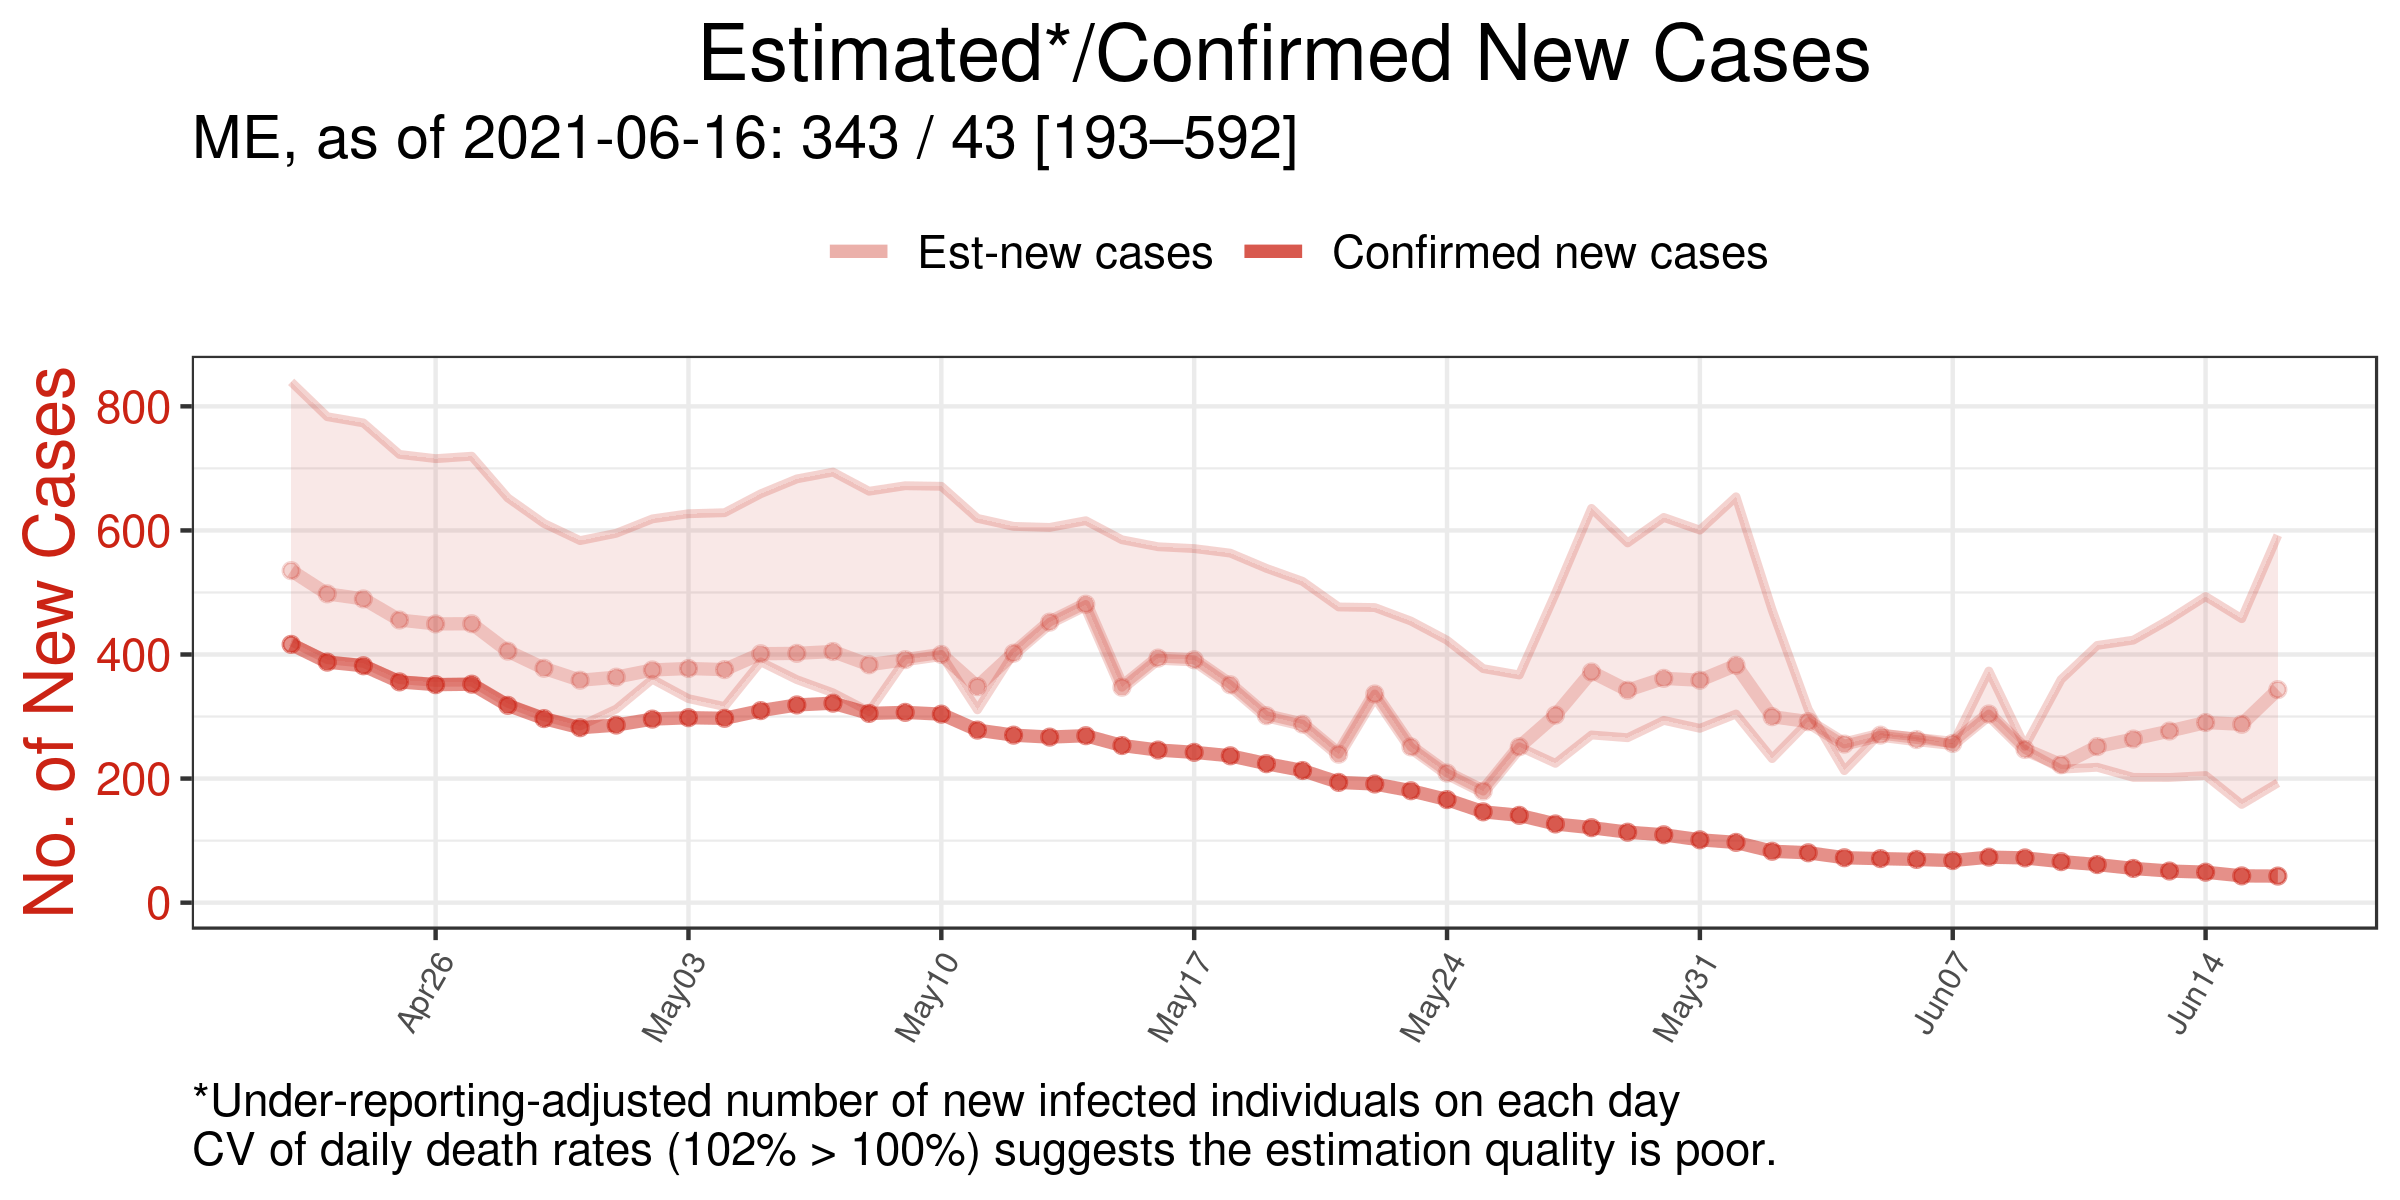 Estimated*/Confirmed New Cases
ME, as of 2021-06-16: 343 / 43 [193–592]
Est-new cases Confirmed new cases
No. of New Cases
800
600
400
200
0
Apr26 May03 May10 May17 May24 May31 Jun07 Jun14
*Under-reporting-adjusted number of new infected individuals on each day
CV of daily death rates (102% > 100%) suggests the estimation quality is poor.